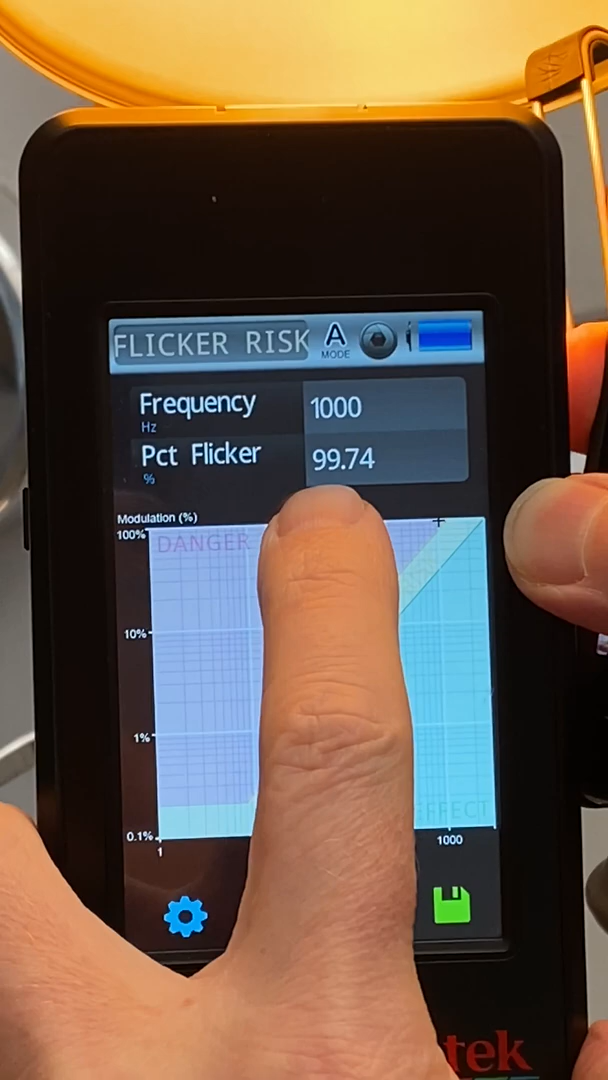 FLICKER RISK A
MODE
Frequency 1000
Hz
Pct Flicker 99.74
%
Modulation (%)
100%
DANGER
10%
1%
0.1%
1
1000
tek